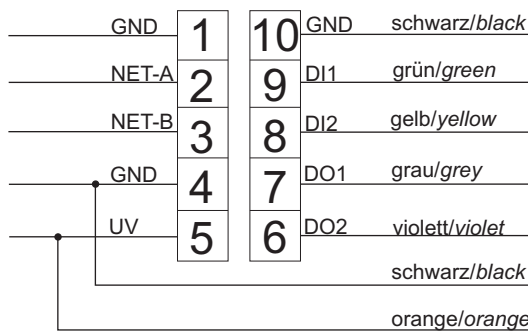 GND 1 10 GND schwarz/black
NET-A 2 9 DI1 grün/green
NET-B 3 8 DI2 gelb/yellow
GND 4 7 DO1 grau/grey
UV 5 6 DO2 violett/violet
schwarz/black
orange/orange